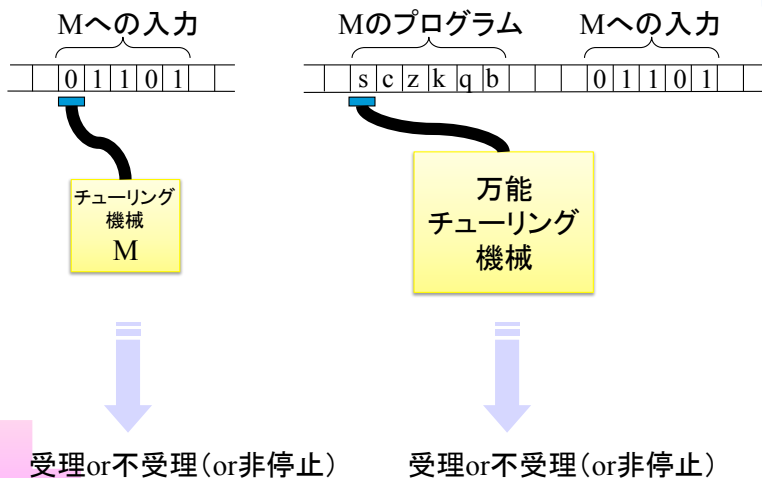 Mへの入力
0 1 1 0 1
チューリング
機械
M
受理or不受理(or非停止)
Mのプログラム Mへの入力
s c z k q b 0 1 1 0 1
万能
チューリング
機械
受理or不受理(or非停止)